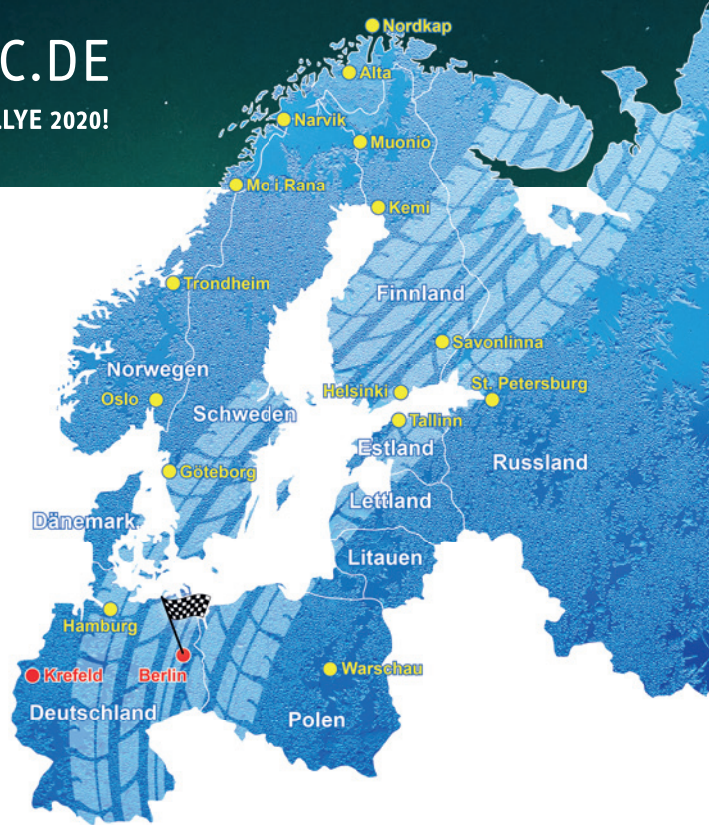 C.DE
LLYE 2020!
Nordkap
Alta
Narvik
Muonio
Mo i Rana
Kemi
Trondheim
Finnland
Savonlinna
Norwegen
Helsinki
St. Petersburg
Oslo
Schweden
Tallinn
Estland
Russland
Göteborg
Lettland
Dänemark
Litauen
Hamburg
Krefeld
Berlin
Warschau
Deutschland
Polen